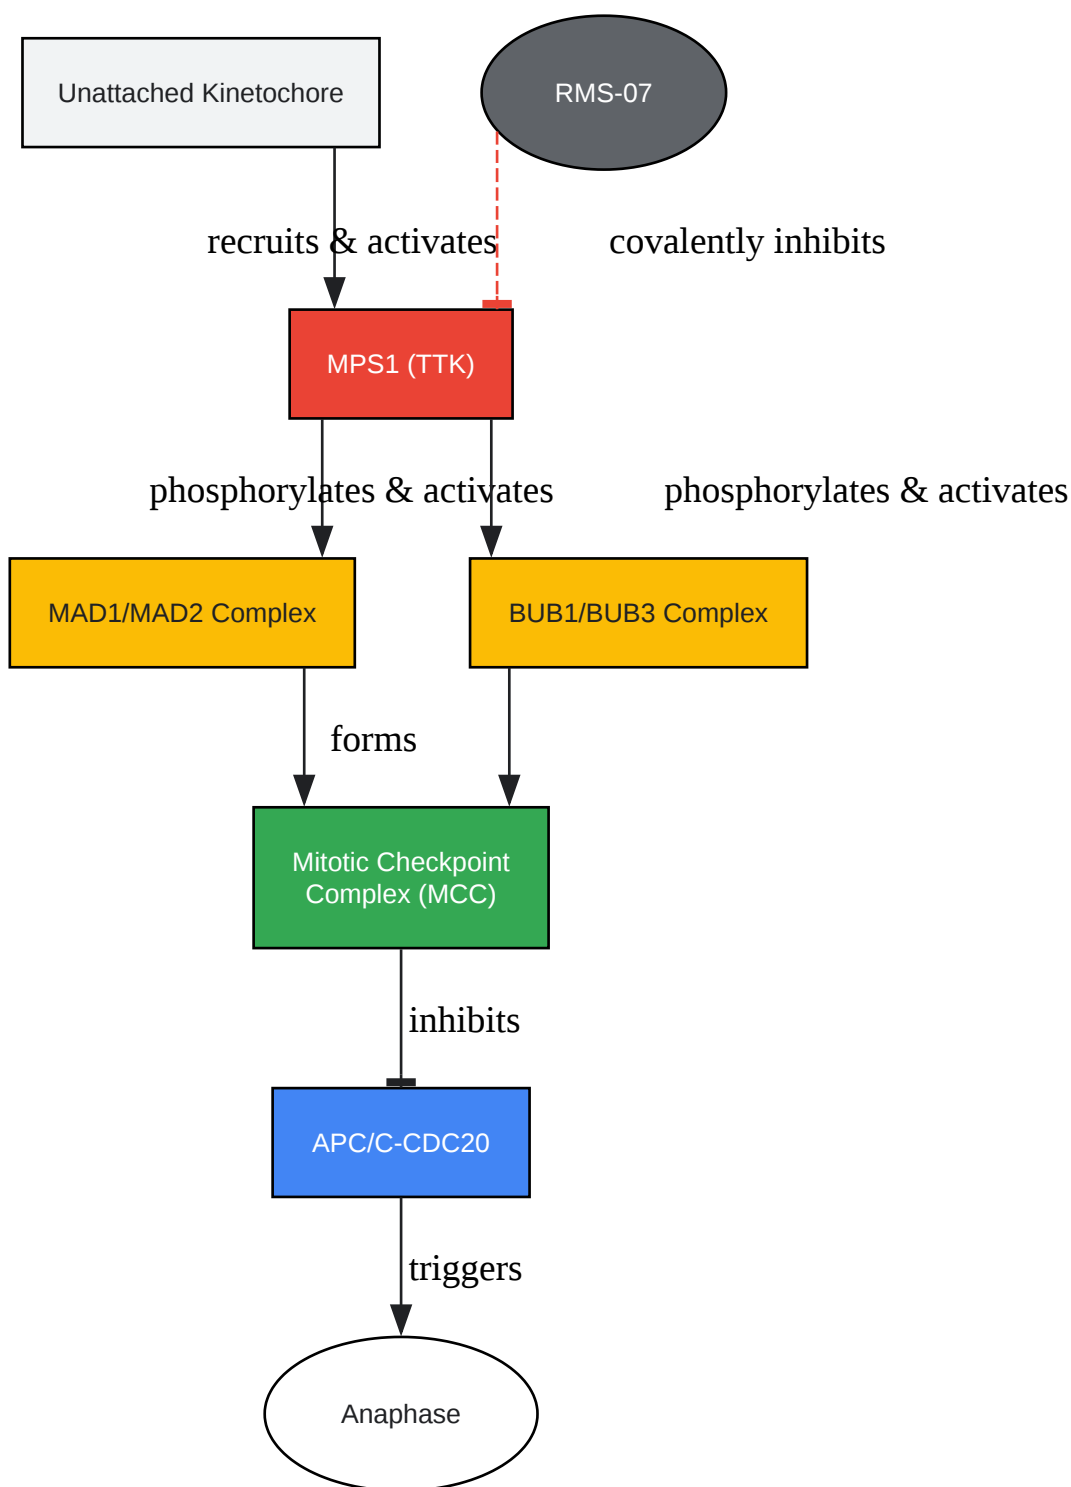 Unattached Kinetochore
RMS-07
recruits & activates
covalently inhibits
MPS1 (TTK)
phosphorylates & activates
phosphorylates & activates
MAD1/MAD2 Complex
BUB1/BUB3 Complex
forms
Mitotic Checkpoint
Complex (MCC)
inhibits
APC/C-CDC20
triggers
Anaphase